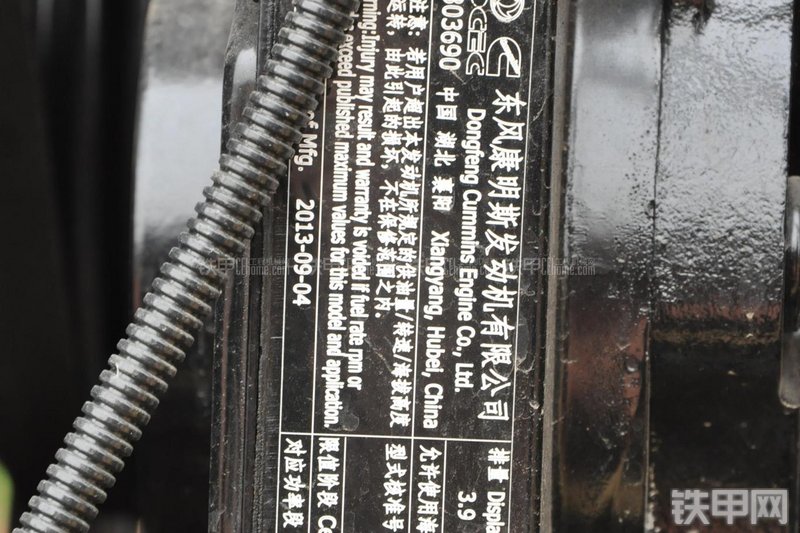 DCEC
303690
东风康明斯发动机有限公司
Dongfeng Cummins Engine Co., Ltd.
中国 湖北 襄阳 Xiangyang, Hubei, China
注意: 若用户超出本发动机所规定的供油量/转速/海拔高度
运转, 由此引起的损坏, 不在保修范围之内.
Injury may result and warranty is voided if fuel rate rpm or
exceed published maximum values for this model and application.
of Mfg. 2013-09-04
排量
3.9
允许使用海
型式核准号
限值阶段
对应功率段
铁甲网